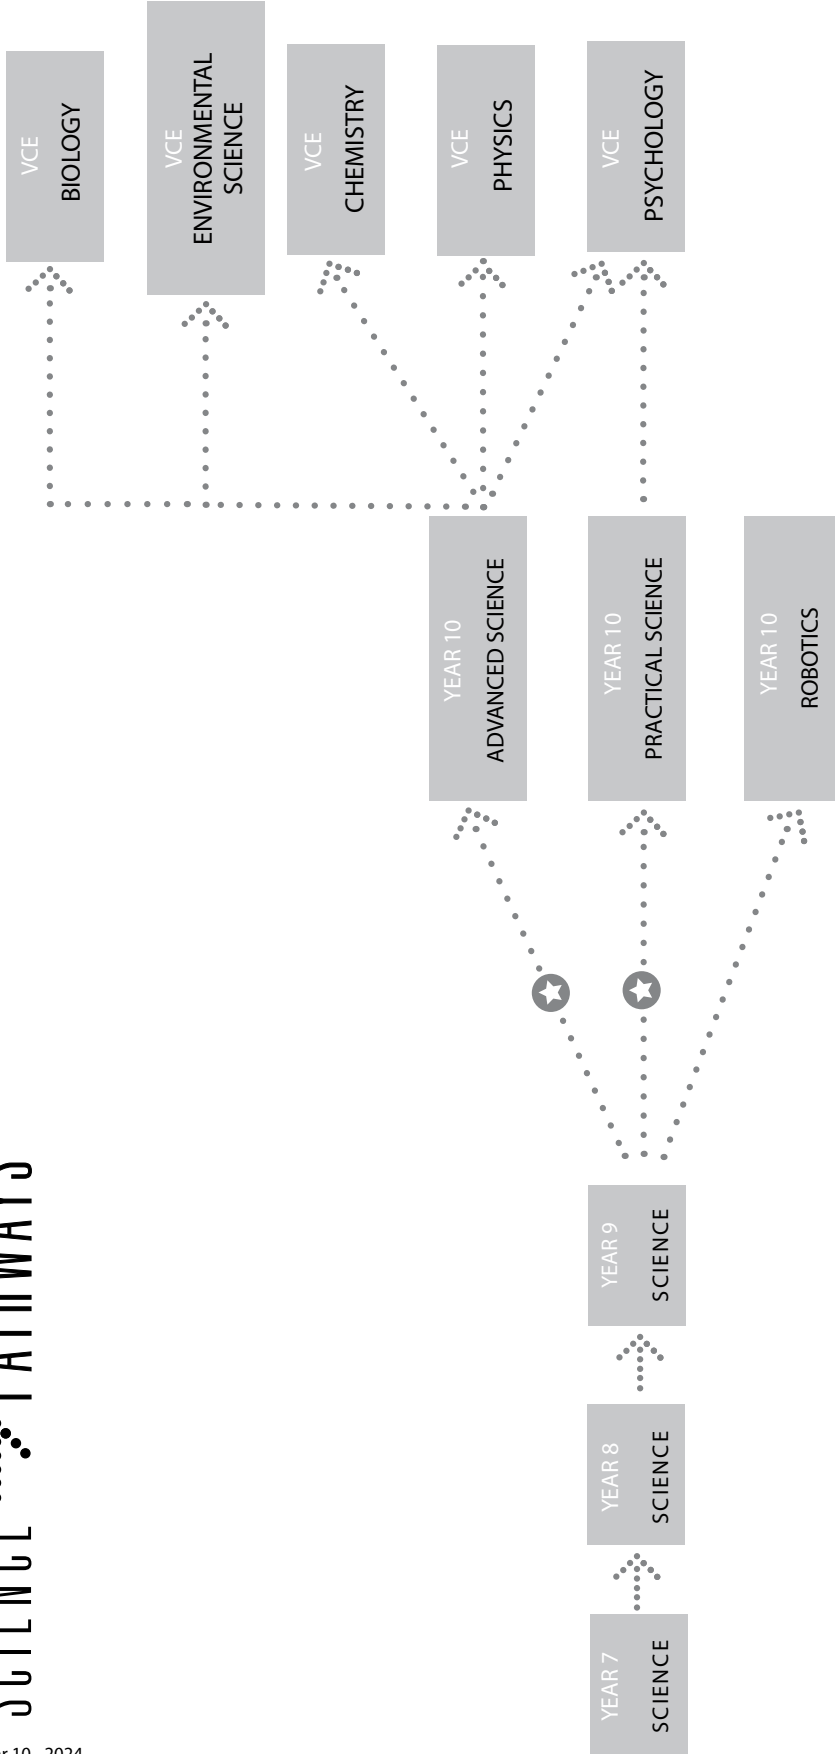 SCIENCE PATHWAYS
YEAR 7
SCIENCE
YEAR 8
SCIENCE
YEAR 9
SCIENCE
YEAR 10
ADVANCED SCIENCE
YEAR 10
PRACTICAL SCIENCE
YEAR 10
ROBOTICS
VCE
BIOLOGY
VCE
ENVIRONMENTAL
SCIENCE
VCE
CHEMISTRY
VCE
PHYSICS
VCE
PSYCHOLOGY
10 2024